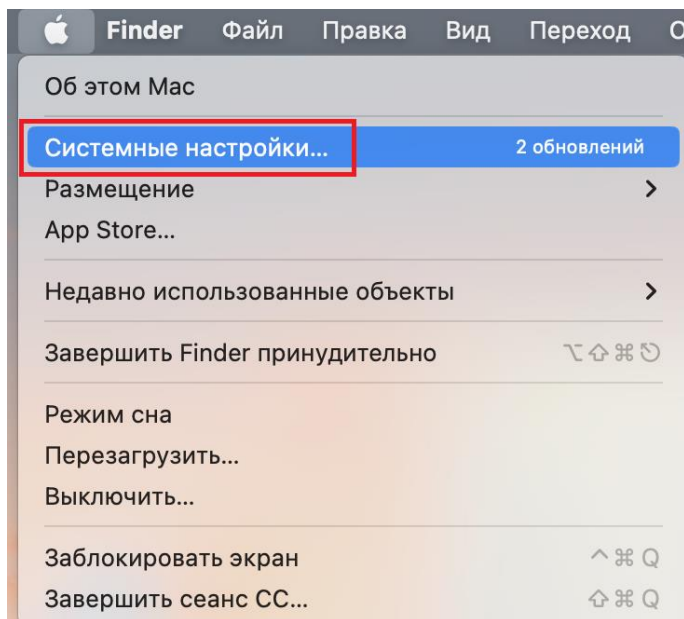 Finder Файл Правка Вид Переход
Об этом Mac
Системные настройки... 2 обновлений
Размещение
App Store...
Недавно использованные объекты
Завершить Finder принудительно ⌥⇧⌘⎋
Режим сна
Перезагрузить...
Выключить...
Заблокировать экран ^⌘Q
Завершить сеанс CC... ⇧⌘Q